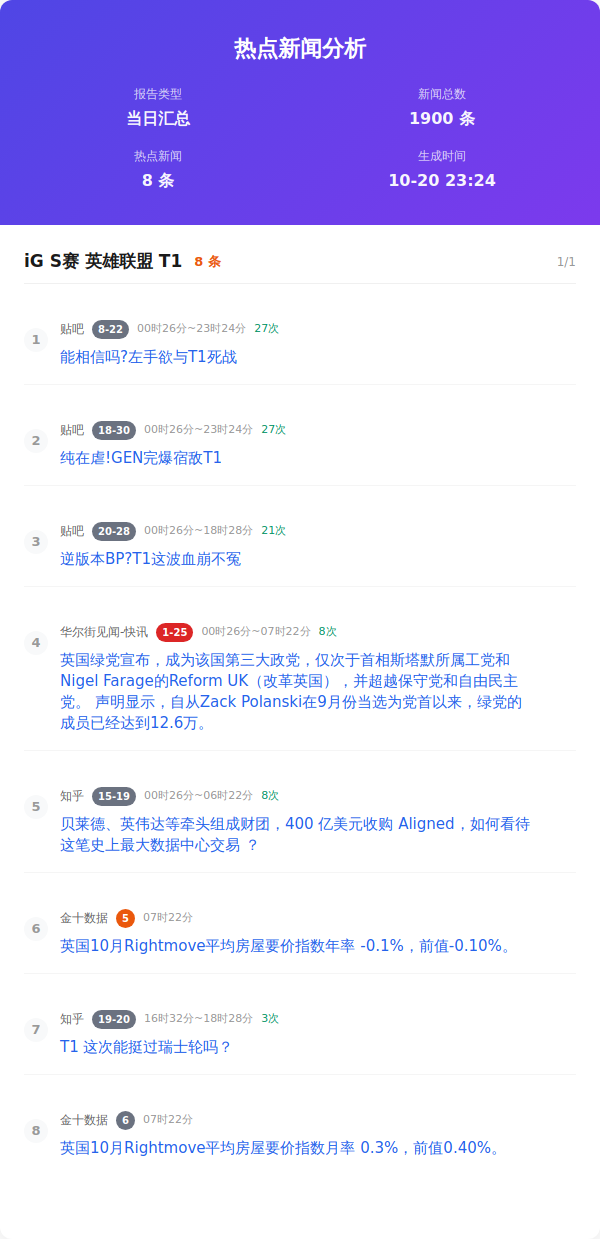 热点新闻分析
报告类型
新闻总数
当日汇总
1900 条
热点新闻
生成时间
8 条
10-20 23:24
iG S赛 英雄联盟 T1 8 条 1/1
1
贴吧 8-22 00时26分~23时24分 27次
能相信吗?左手欲与T1死战
2
贴吧 18-30 00时26分~23时24分 27次
纯在虐!GEN完爆宿敌T1
3
贴吧 20-28 00时26分~18时28分 21次
逆版本BP?T1这波血崩不冤
4
华尔街见闻-快讯 1-25 00时26分~07时22分 8次
英国绿党宣布，成为该国第三大政党，仅次于首相斯塔默所属工党和
Nigel Farage的Reform UK（改革英国），并超越保守党和自由民主
党。 声明显示，自从Zack Polanski在9月份当选为党首以来，绿党的
成员已经达到12.6万。
5
知乎 15-19 00时26分~06时22分 8次
贝莱德、英伟达等牵头组成财团，400 亿美元收购 Aligned，如何看待
这笔史上最大数据中心交易 ？
6
金十数据 5 07时22分
英国10月Rightmove平均房屋要价指数年率 -0.1%，前值-0.10%。
7
知乎 19-20 16时32分~18时28分 3次
T1 这次能挺过瑞士轮吗？
8
金十数据 6 07时22分
英国10月Rightmove平均房屋要价指数月率 0.3%，前值0.40%。